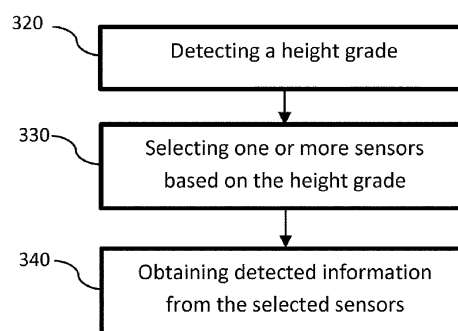 320
Detecting a height grade
330
Selecting one or more sensors
based on the height grade
340
Obtaining detected information
from the selected sensors